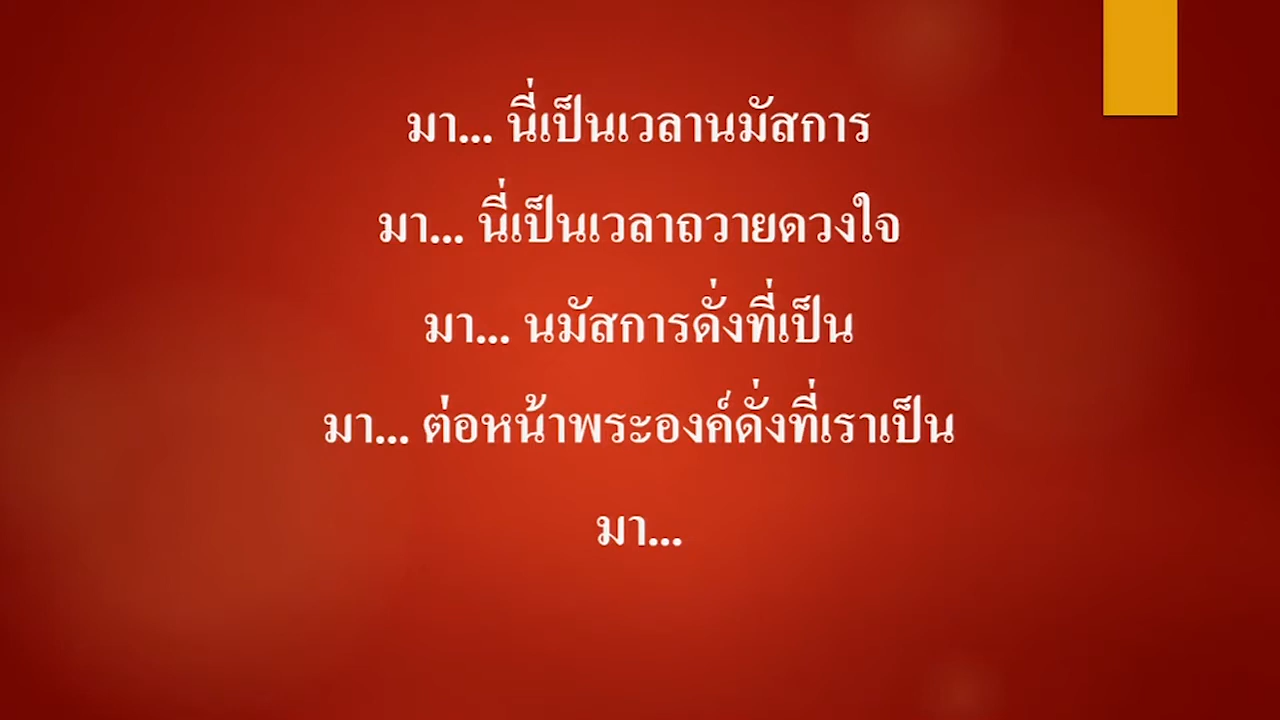 มา... นี่เป็นเวลานมัสการ
มา... นี่เป็นเวลาถวายดวงใจ
มา... นมัสการดั่งที่เป็น
มา... ต่อหน้าพระองค์ดั่งที่เราเป็น
มา...